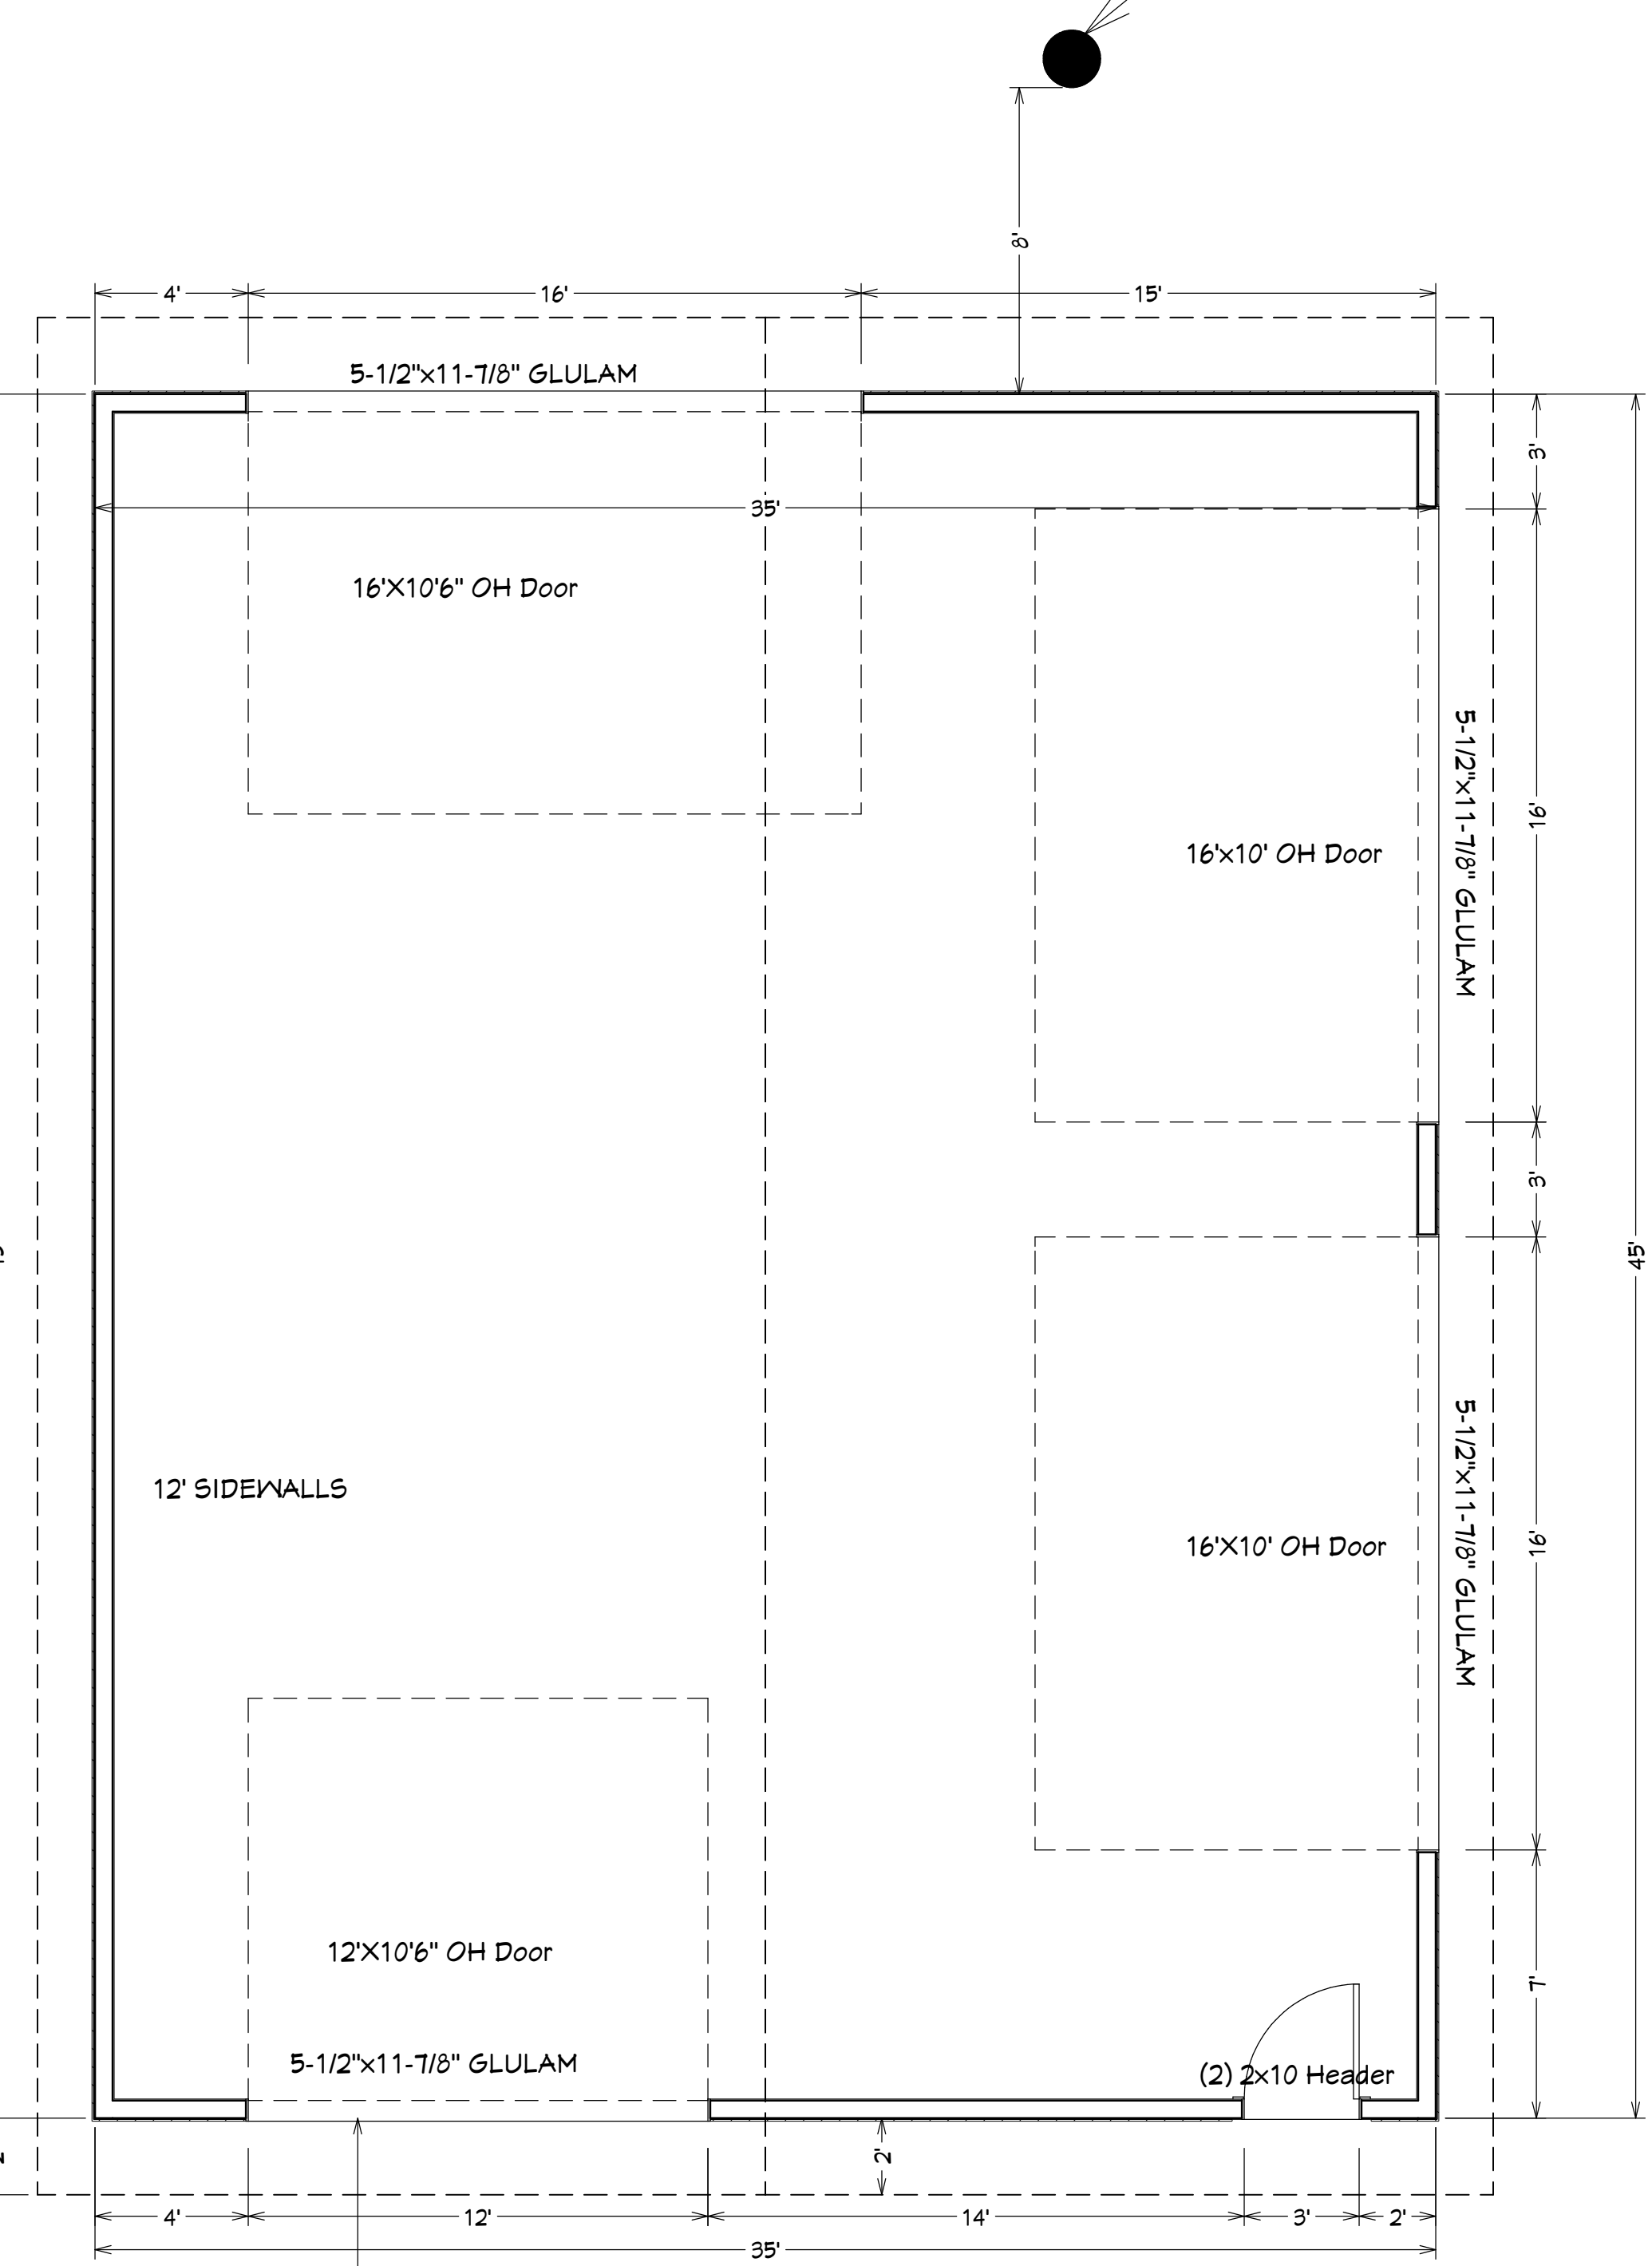 8'
4'
16'
15'
5-1/2"x11-7/8" GLULAM
3'
35'
16'X10'6" OH Door
5-1/2"x11-7/8" GLULAM
16'
16'x10' OH Door
3'
45'
5-1/2"x11-7/8" GLULAM
12' SIDEWALLS
16'X10' OH Door
16'
12'X10'6" OH Door
7'
5-1/2"x11-7/8" GLULAM
(2) 2x10 Header
2'
4'
12'
14'
3'
2'
35'